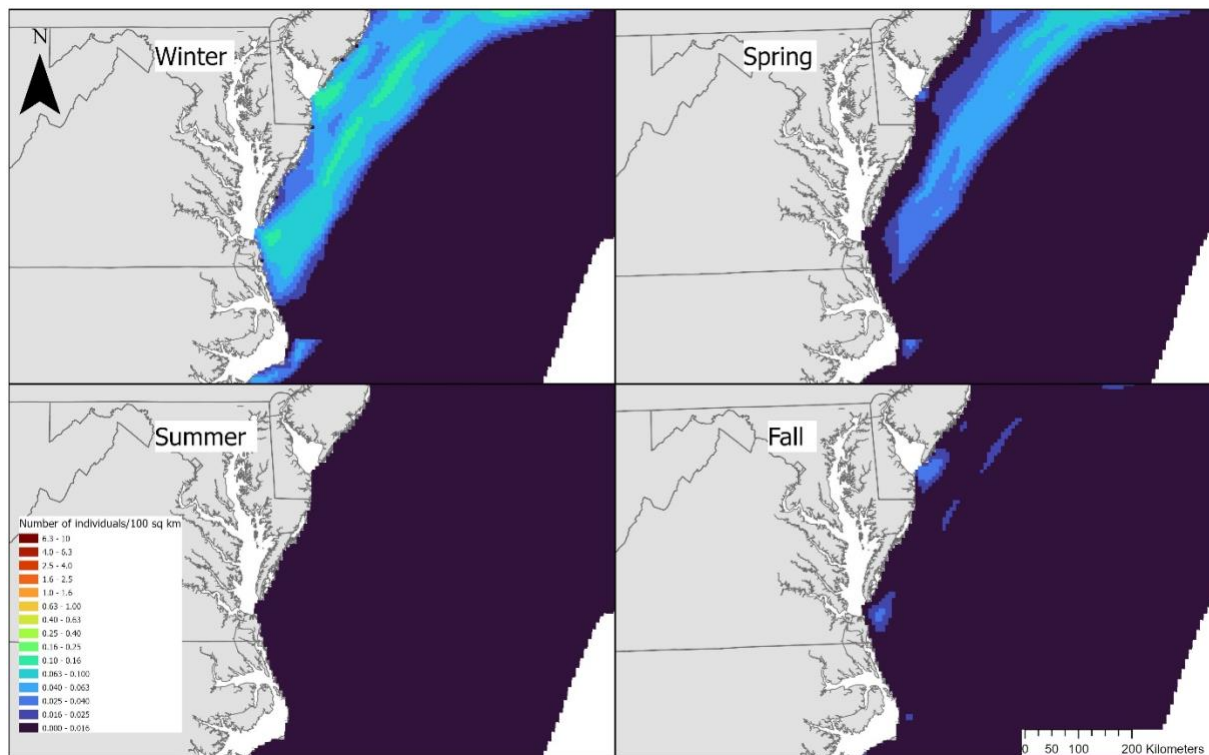 N
Winter
Spring
Summer
Fall
Number of individuals/100 sq km
6.3 - 10
4.0 - 6.3
2.5 - 4.0
1.6 - 2.5
1.0 - 1.6
0.63 - 1.00
0.40 - 0.63
0.25 - 0.40
0.16 - 0.25
0.10 - 0.16
0.063 - 0.100
0.040 - 0.063
0.025 - 0.040
0.016 - 0.025
0.000 - 0.016
0 50 100 200 Kilometers